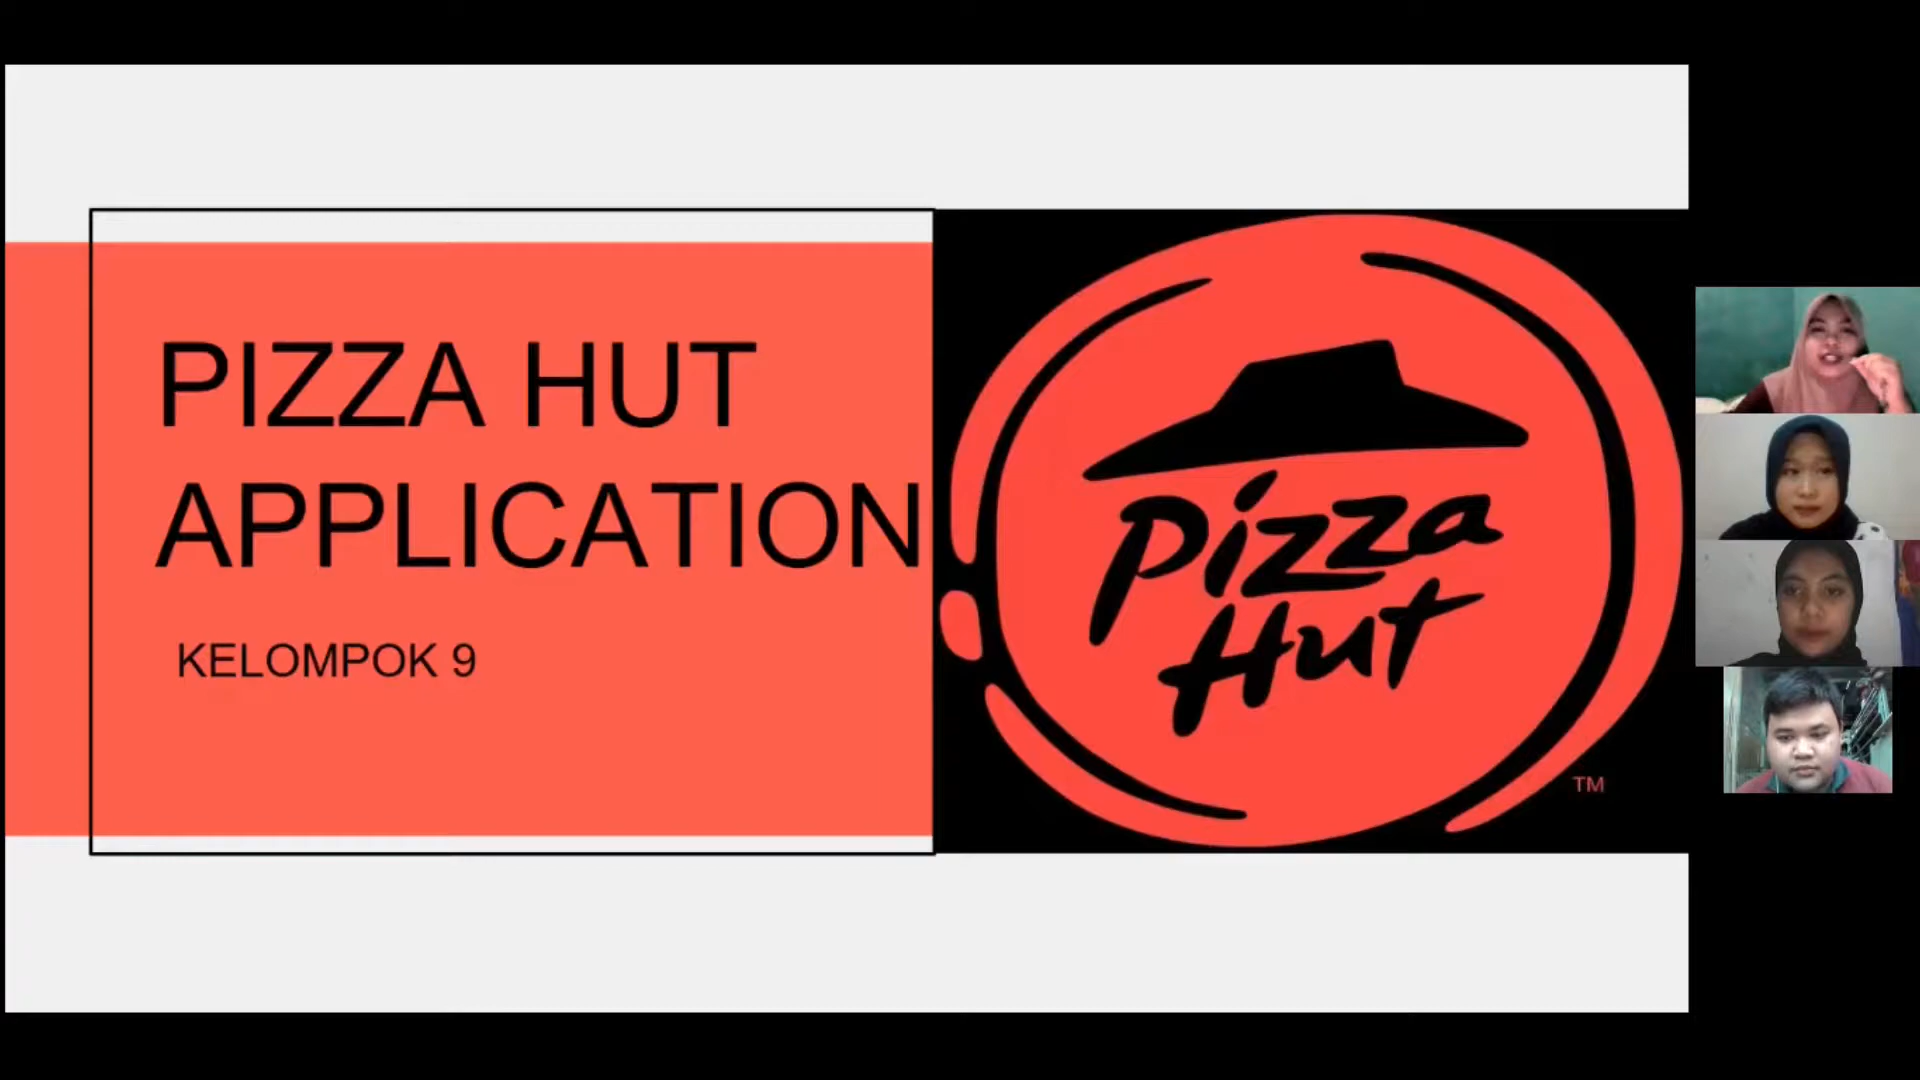 PIZZA HUT
APPLICATION
KELOMPOK 9
Pizza
Hut
TM